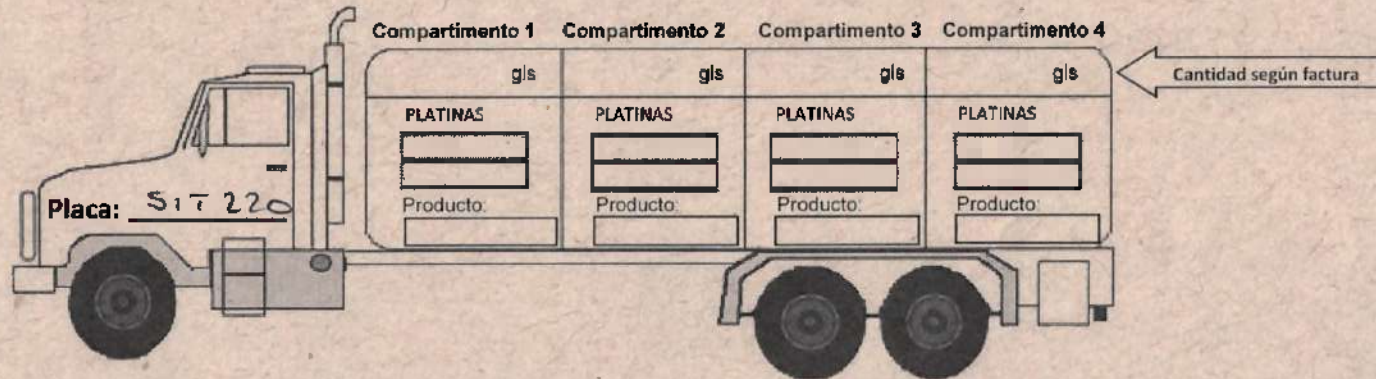 Compartimento 1 Compartimento 2 Compartimento 3 Compartimento 4
gls gls gls gls
Cantidad según factura
PLATINAS PLATINAS PLATINAS PLATINAS
Placa: SIT 220
Producto: Producto: Producto: Producto: